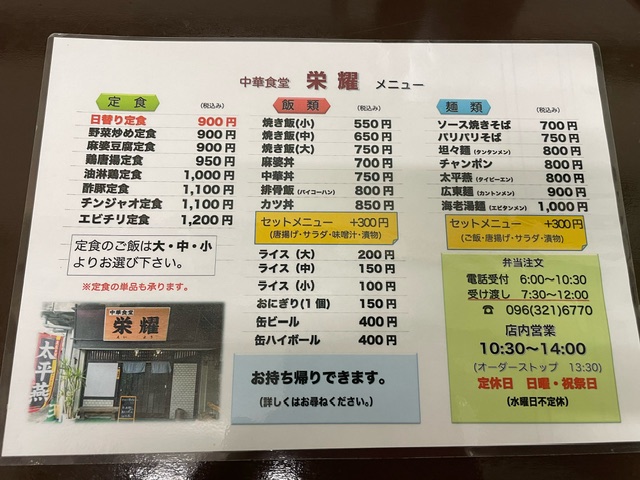 中華食堂 栄耀 メニュー
定食 (税込み)
日替り定食 900円
野菜炒め定食 900円
麻婆豆腐定食 900円
鶏唐揚定食 950円
油淋鶏定食 1,000円
酢豚定食 1,100円
チンジャオ定食 1,100円
エビチリ定食 1,200円
定食のご飯は大・中・小
よりお選び下さい。
※定食の単品も承ります。
中華食堂
栄耀
えいよう
太平燕
飯類 (税込み)
焼き飯(小) 550円
焼き飯(中) 650円
焼き飯(大) 750円
麻婆丼 700円
中華丼 750円
排骨飯(パイコーハン) 800円
カツ丼 850円
セットメニュー +300円
(唐揚げ・サラダ・味噌汁・漬物)
ライス (大) 200円
ライス (中) 150円
ライス (小) 100円
おにぎり(1個) 150円
缶ビール 400円
缶ハイボール 400円
お持ち帰りできます。
(詳しくはお尋ねください。)
麺類 (税込み)
ソース焼きそば 700円
パリパリそば 750円
坦々麺(タンタンメン) 800円
チャンポン 800円
太平燕(タイピーエン) 800円
広東麺(カントンメン) 900円
海老湯麺(エビタンメン) 1,000円
セットメニュー +300円
(ご飯・唐揚げ・サラダ・漬物)
弁当注文
電話受付 6:00~10:30
受け渡し 7:30~12:00
☎ 096(321)6770
店内営業
10:30~14:00
(オーダーストップ 13:30)
定休日 日曜・祝祭日
(水曜日不定休)